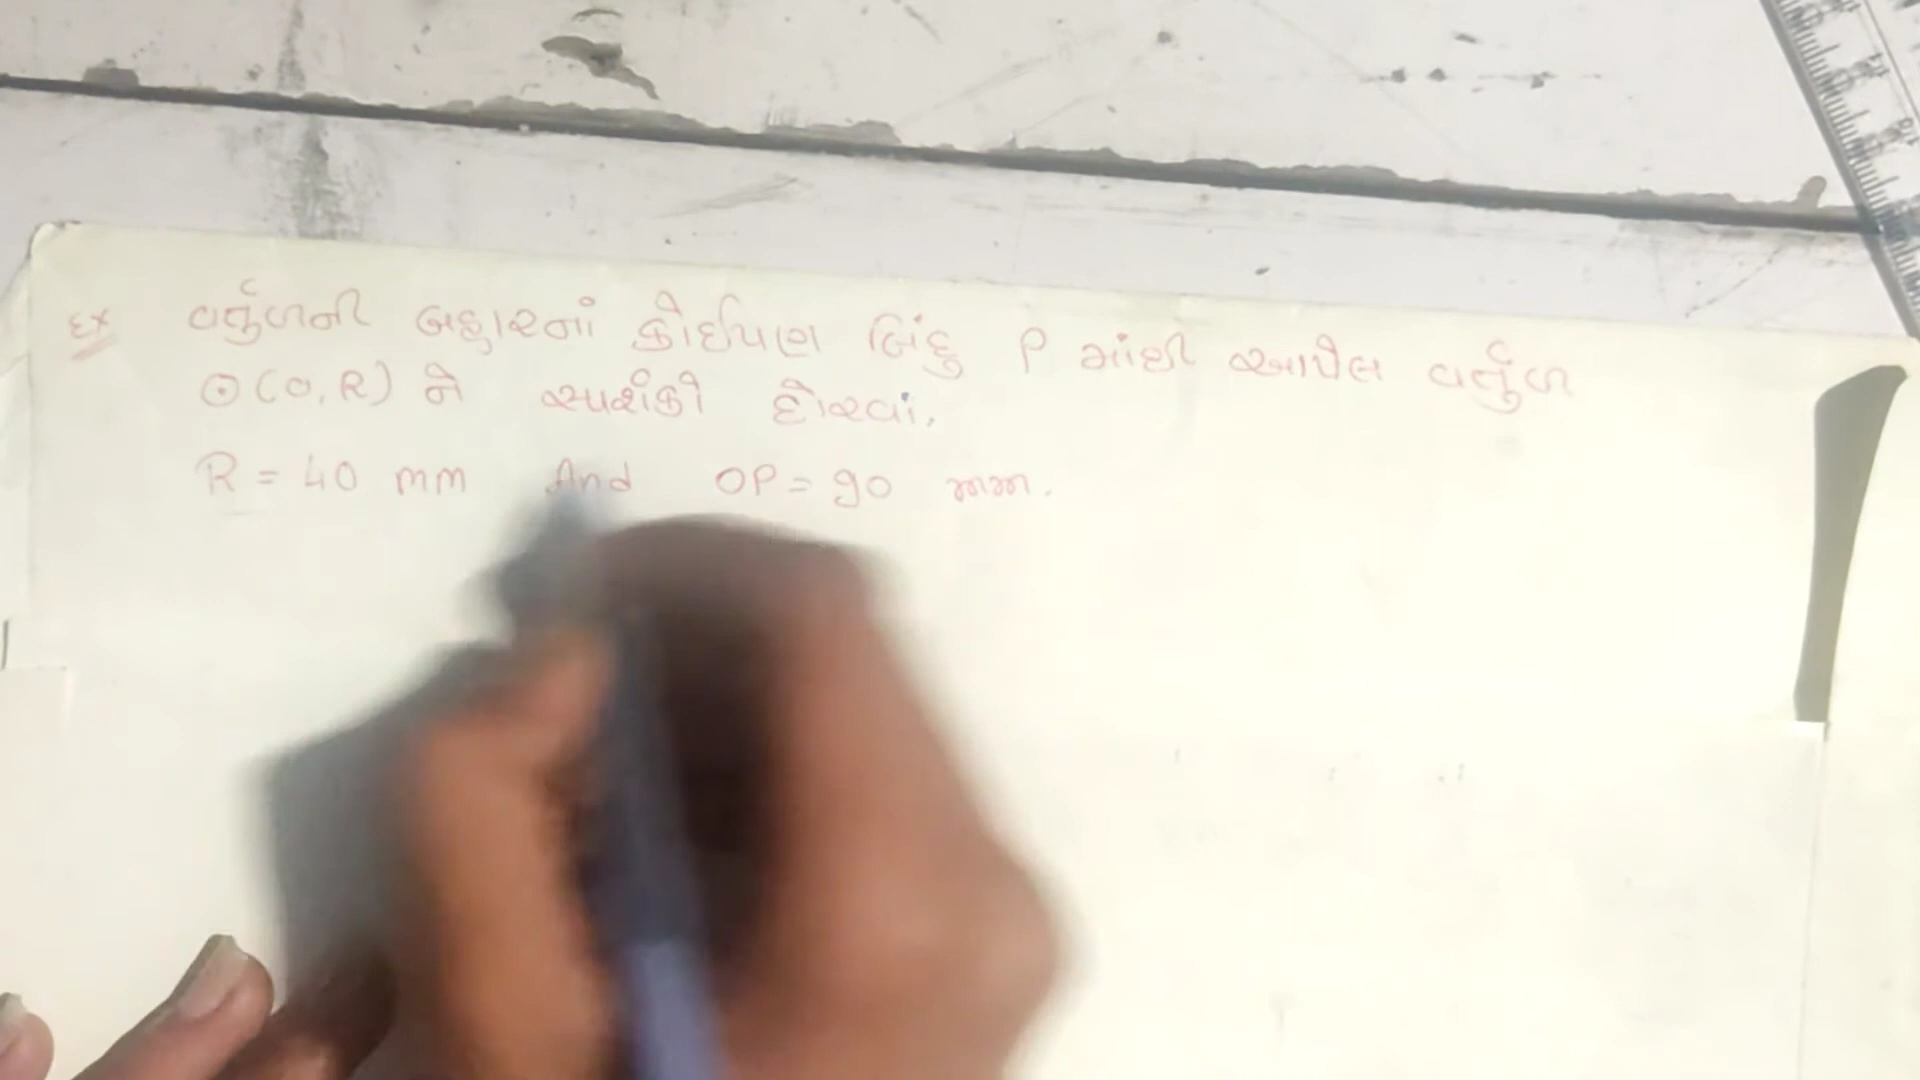 Ex વર્તુળની બહારનાં કોઈપણ બિંદુ P માંથી આપેલ વર્તુળ
⊙(O,R) ને સ્પર્શકો દોરવાં.
R = 40 mm And OP = 90 mm.